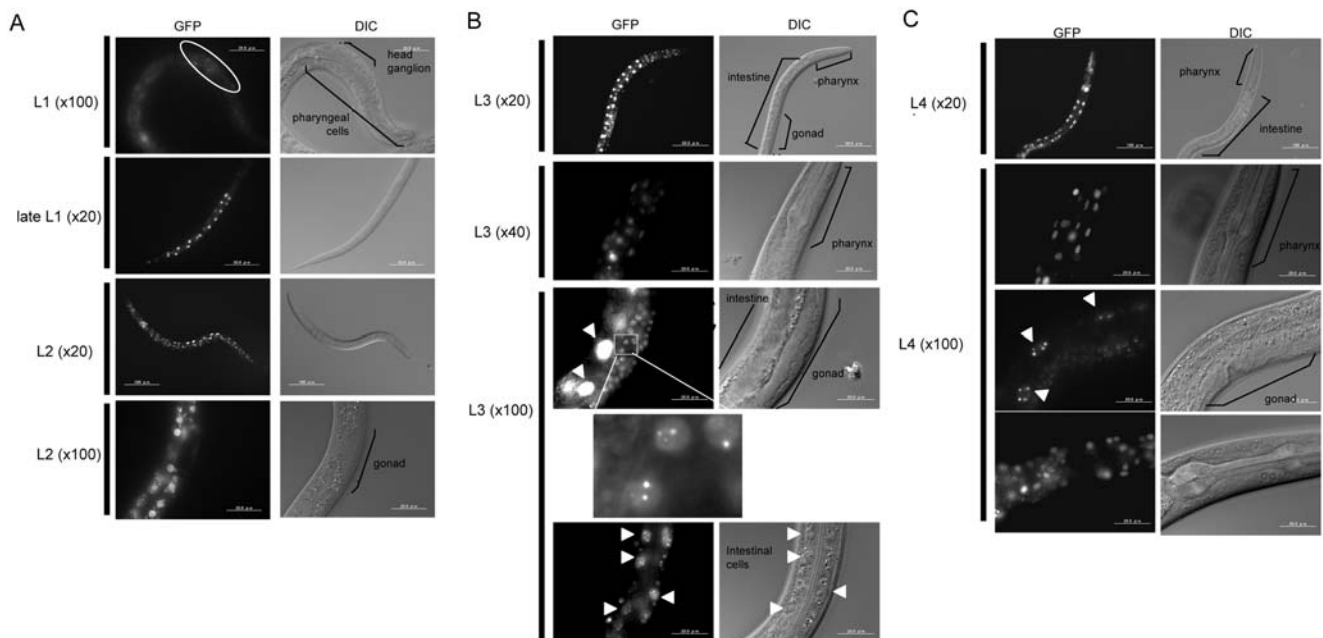 A
GFP
DIC
L1 (x100)
head
ganglion
pharyngeal
cells
late L1 (x20)
L2 (x20)
L2 (x100)
gonad
B
GFP
DIC
L3 (x20)
intestine
pharynx
gonad
L3 (x40)
pharynx
L3 (x100)
intestine
gonad
Intestinal
cells
C
GFP
DIC
L4 (x20)
pharynx
intestine
L4 (x100)
pharynx
gonad